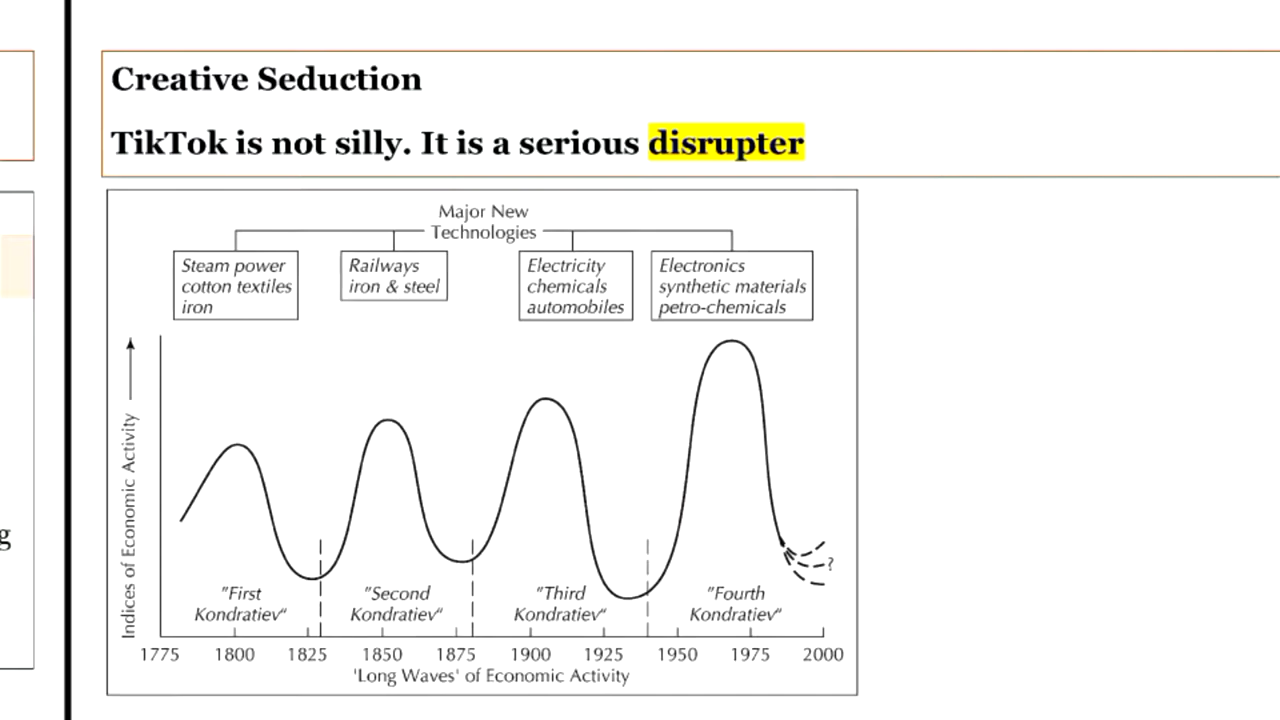 g
Creative Seduction
TikTok is not silly. It is a serious disrupter
Major New
Technologies
Steam power
cotton textiles
iron
Railways
iron & steel
Electricity
chemicals
automobiles
Electronics
synthetic materials
petro-chemicals
Indices of Economic Activity
"First
Kondratiev"
"Second
Kondratiev"
"Third
Kondratiev"
"Fourth
Kondratiev"
?
1775 1800 1825 1850 1875 1900 1925 1950 1975 2000
'Long Waves' of Economic Activity